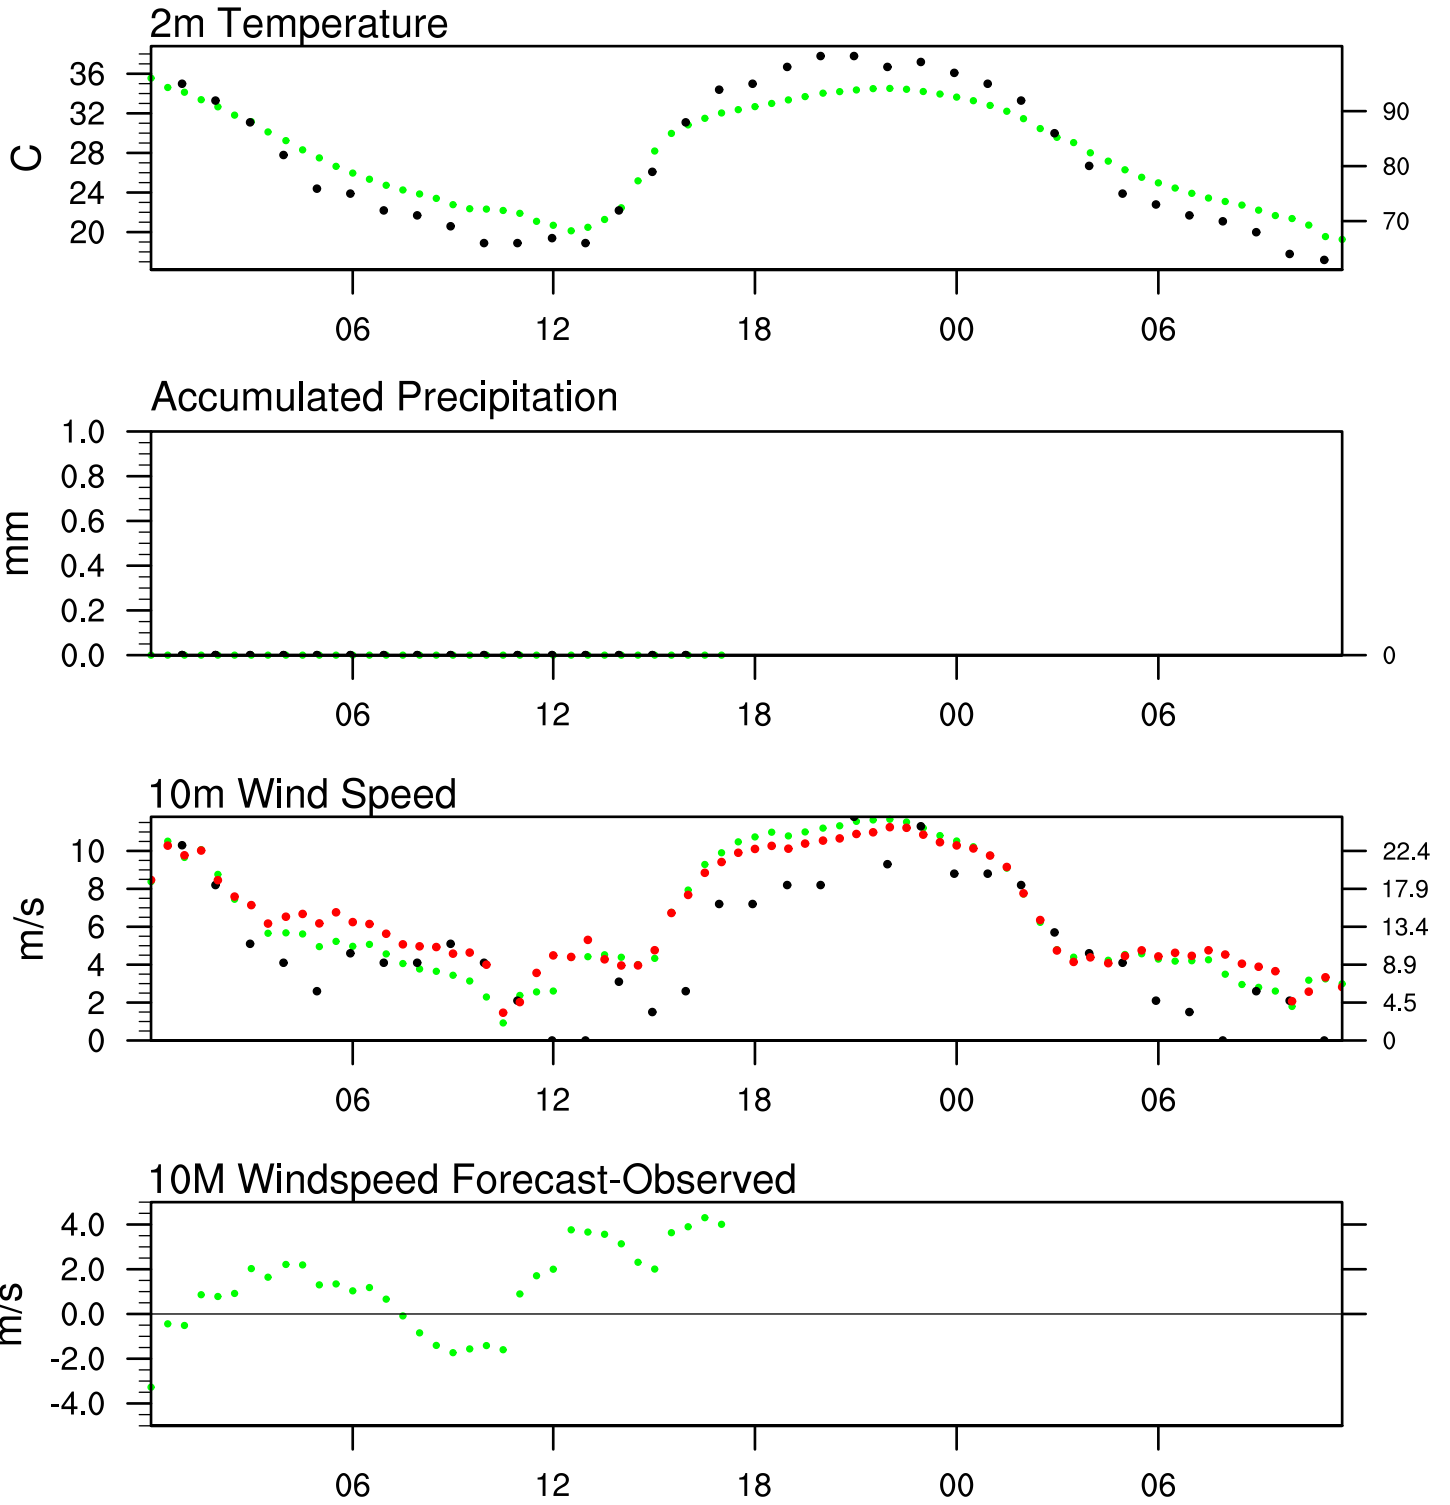 2m Temperature
36
32
28
24
20
C
90
80
70
06 12 18 00 06
Accumulated Precipitation
1.0
0.8
0.6
0.4
0.2
0.0
mm
0
06 12 18 00 06
10m Wind Speed
10
8
6
4
2
0
m/s
22.4
17.9
13.4
8.9
4.5
0
06 12 18 00 06
10M Windspeed Forecast-Observed
4.0
2.0
0.0
-2.0
-4.0
m/s
06 12 18 00 06